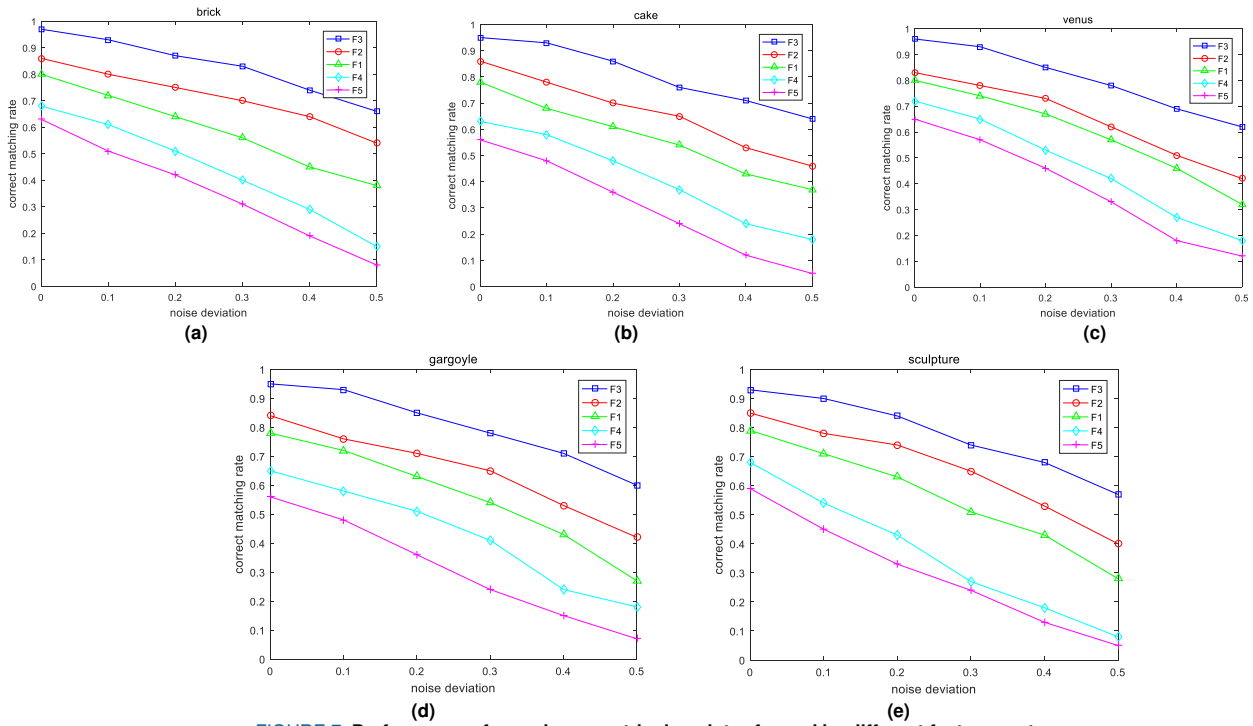 brick
1
0.9
0.8
0.7
0.6
0.5
0.4
0.3
0.2
0.1
0
0 0.1 0.2 0.3 0.4 0.5
correct matching rate
noise deviation
F3
F2
F1
F4
F5
(a)
cake
1
0.9
0.8
0.7
0.6
0.5
0.4
0.3
0.2
0.1
0
0 0.1 0.2 0.3 0.4 0.5
correct matching rate
noise deviation
F3
F2
F1
F4
F5
(b)
venus
1
0.9
0.8
0.7
0.6
0.5
0.4
0.3
0.2
0.1
0
0 0.1 0.2 0.3 0.4 0.5
correct matching rate
noise deviation
F3
F2
F1
F4
F5
(c)
gargoyle
1
0.9
0.8
0.7
0.6
0.5
0.4
0.3
0.2
0.1
0
0 0.1 0.2 0.3 0.4 0.5
correct matching rate
noise deviation
F3
F2
F1
F4
F5
(d)
sculpture
1
0.9
0.8
0.7
0.6
0.5
0.4
0.3
0.2
0.1
0
0 0.1 0.2 0.3 0.4 0.5
correct matching rate
noise deviation
F3
F2
F1
F4
F5
(e)